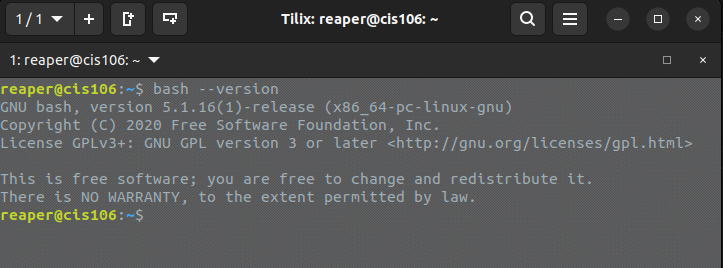 1 / 1
Tilix: reaper@cis106: ~
1: reaper@cis106: ~
reaper@cis106:~$ bash --version
GNU bash, version 5.1.16(1)-release (x86_64-pc-linux-gnu)
Copyright (C) 2020 Free Software Foundation, Inc.
License GPLv3+: GNU GPL version 3 or later <http://gnu.org/licenses/gpl.html>
This is free software; you are free to change and redistribute it.
There is NO WARRANTY, to the extent permitted by law.
reaper@cis106:~$